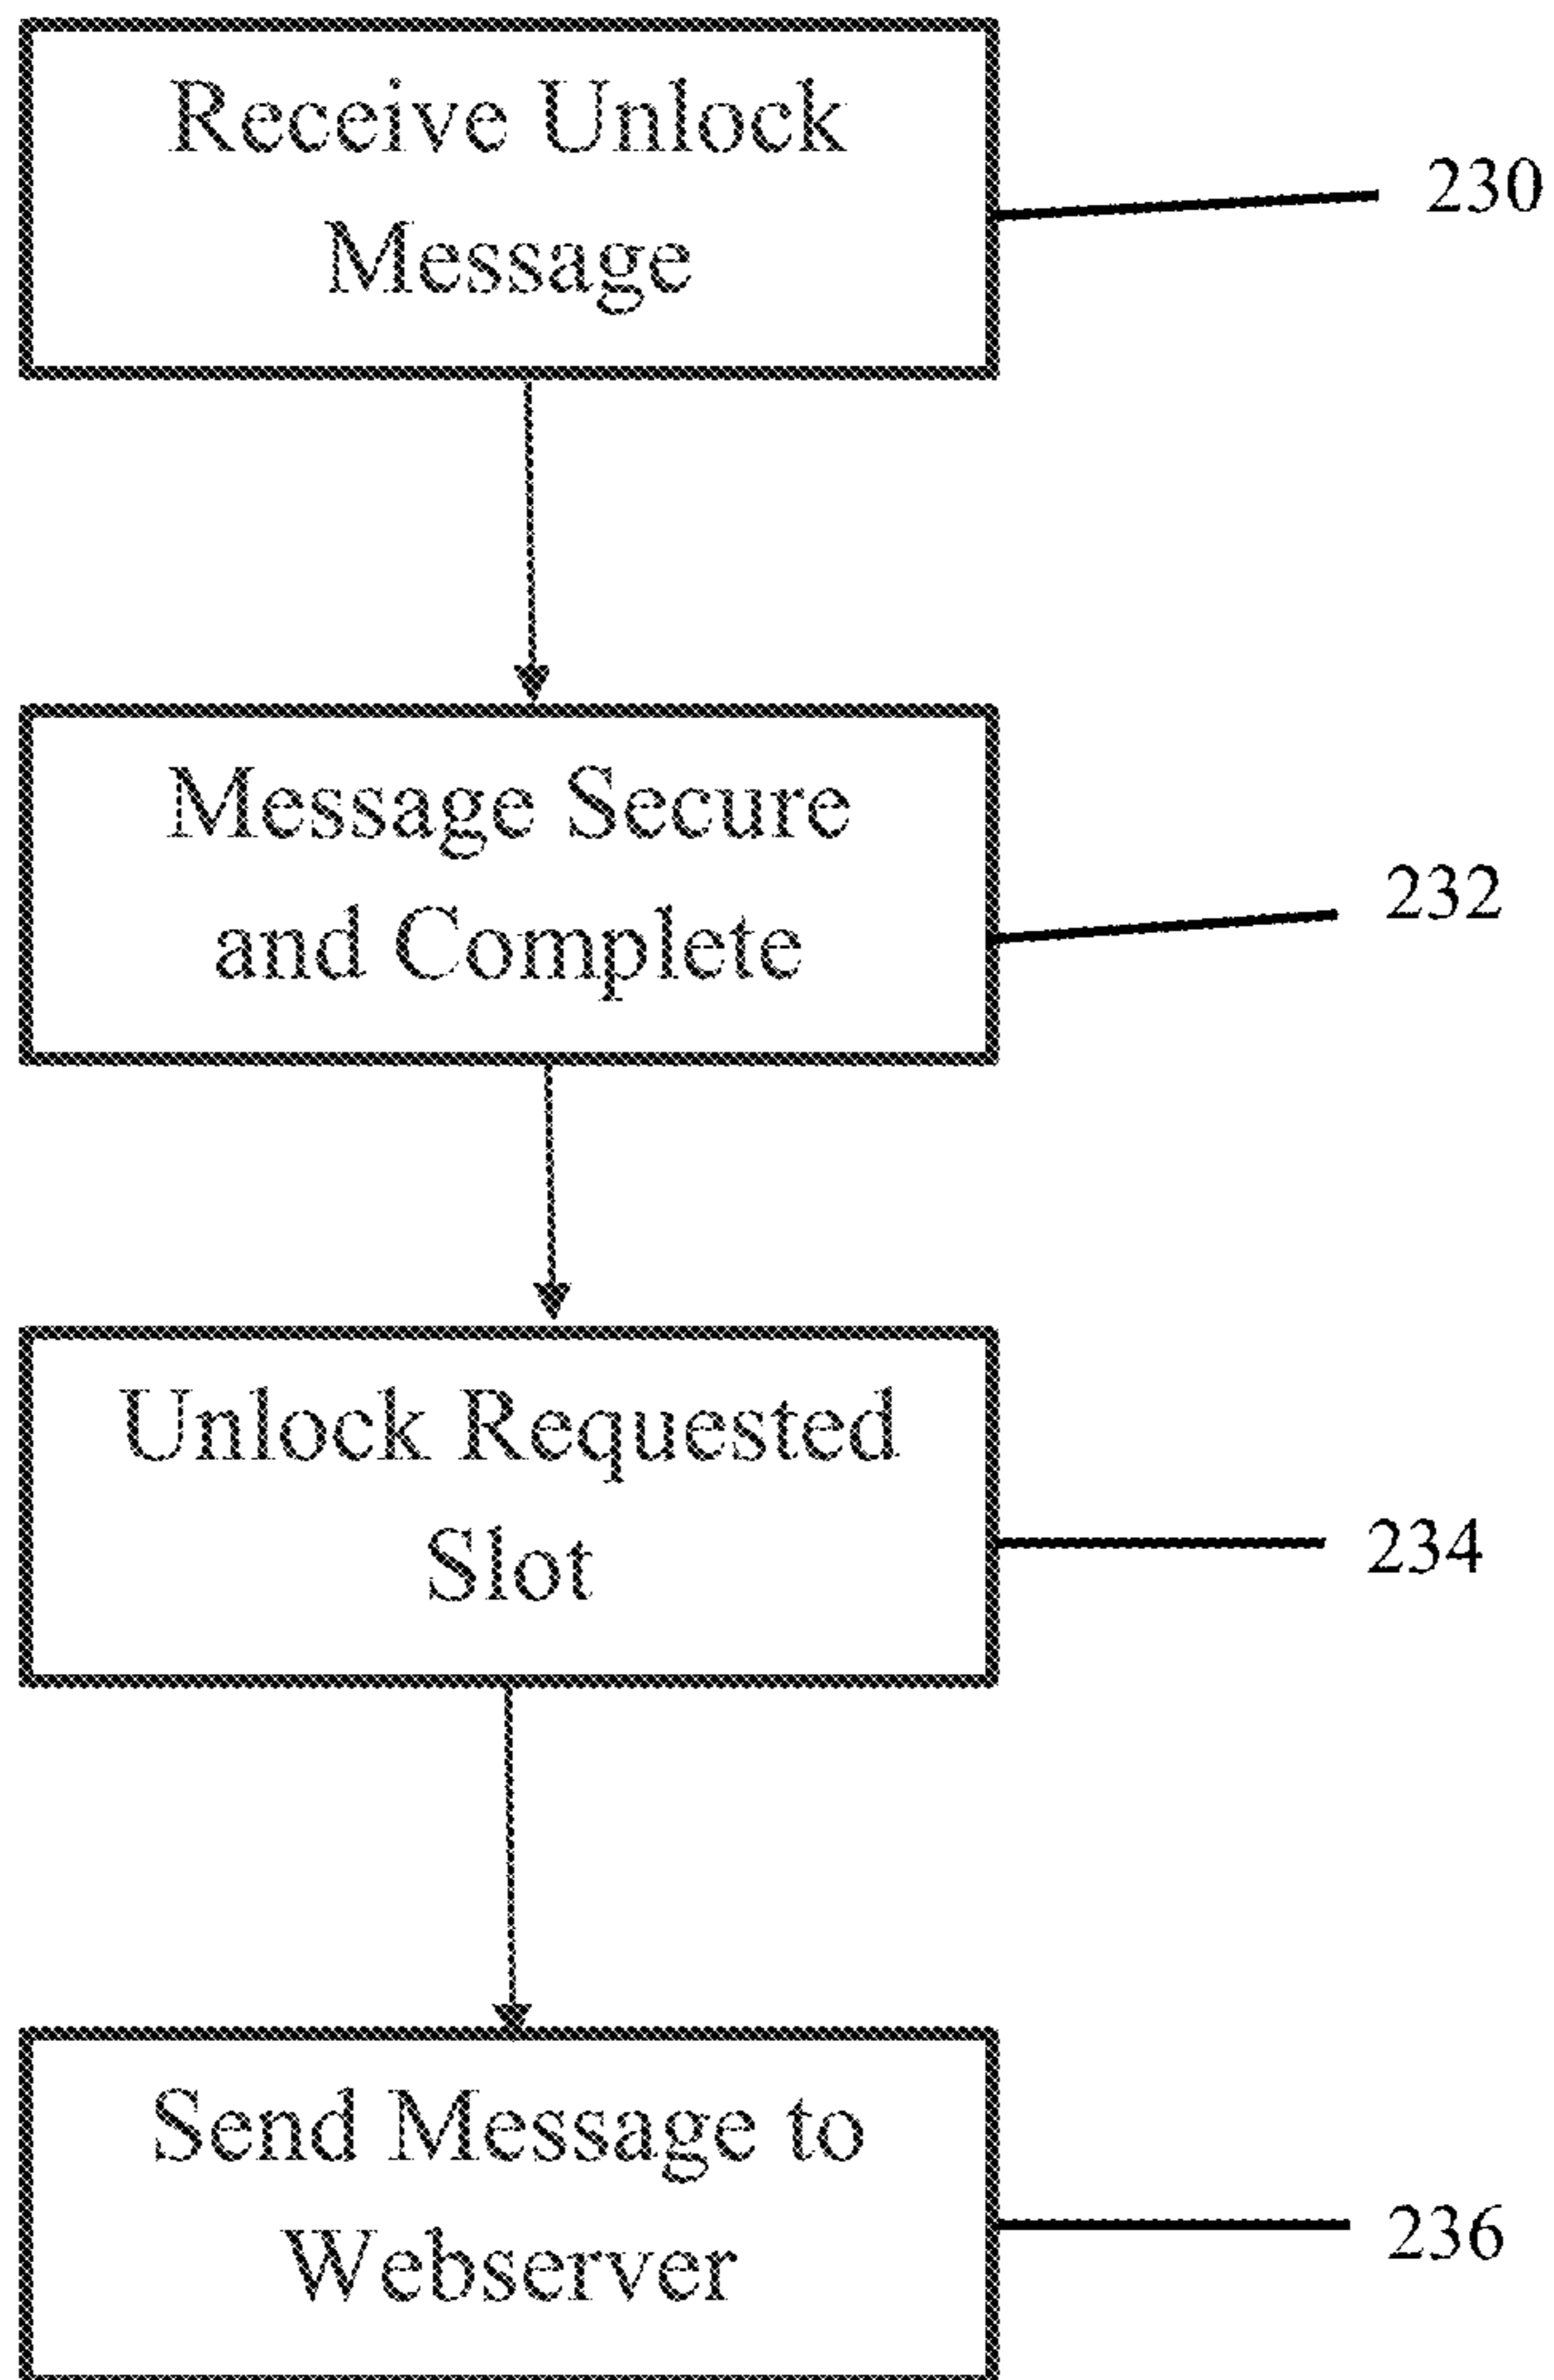 Receive Unlock
Message
230
Message Secure
and Complete
232
Unlock Requested
Slot
234
Send Message to
Webserver
236